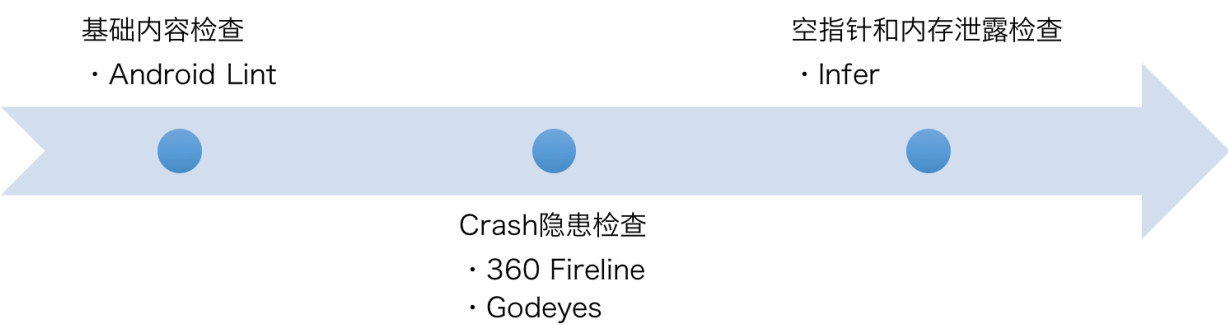 基础内容检查
・Android Lint
空指针和内存泄露检查
・Infer
Crash隐患检查
・360 Fireline
・Godeyes